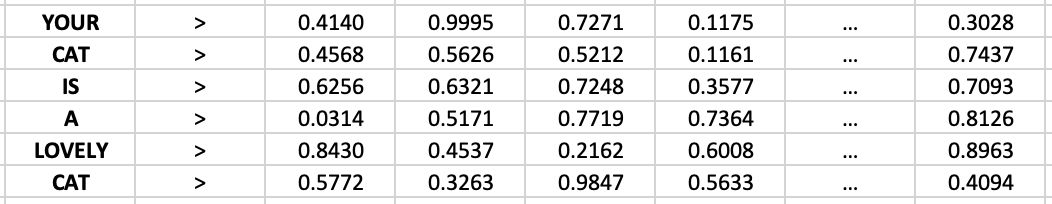 YOUR > 0.4140 0.9995 0.7271 0.1175 ... 0.3028
CAT > 0.4568 0.5626 0.5212 0.1161 ... 0.7437
IS > 0.6256 0.6321 0.7248 0.3577 ... 0.7093
A > 0.0314 0.5171 0.7719 0.7364 ... 0.8126
LOVELY > 0.8430 0.4537 0.2162 0.6008 ... 0.8963
CAT > 0.5772 0.3263 0.9847 0.5633 ... 0.4094